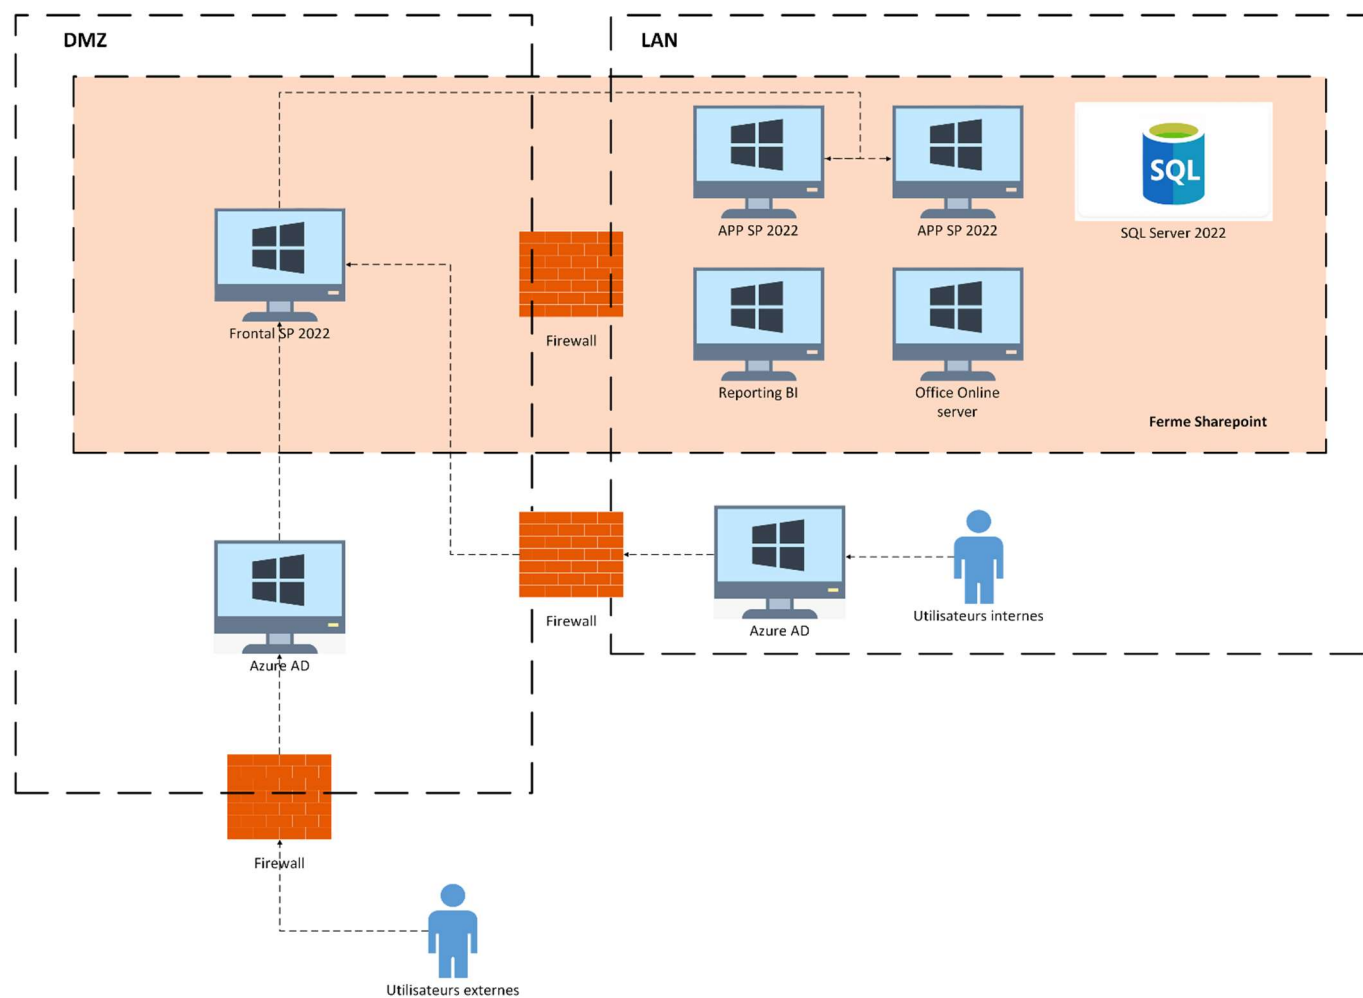 DMZ
LAN
APP SP 2022
APP SP 2022
SQL
SQL Server 2022
Frontal SP 2022
Firewall
Reporting BI
Office Online
server
Ferme Sharepoint
Azure AD
Firewall
Azure AD
Utilisateurs internes
Firewall
Utilisateurs externes